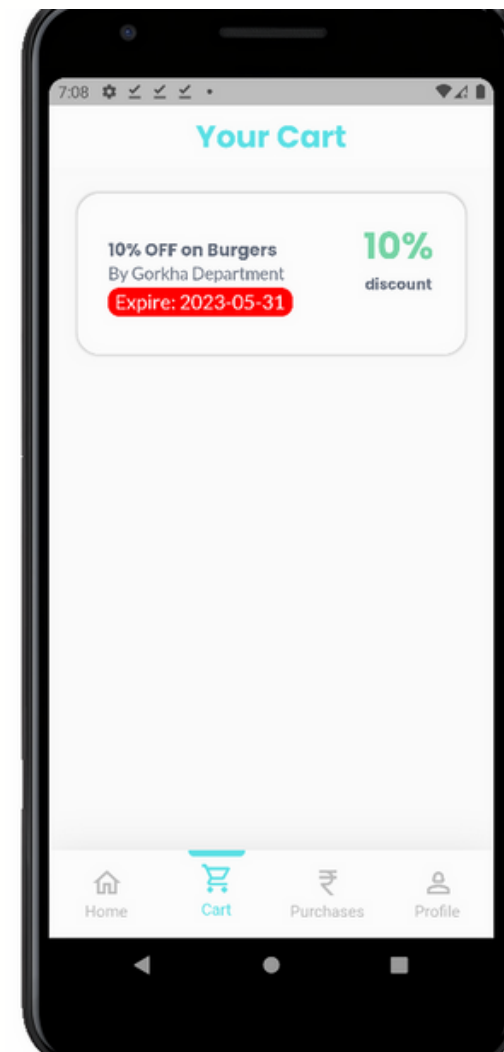 7:08
Your Cart
10% OFF on Burgers
By Gorkha Department
Expire: 2023-05-31
10%
discount
Home
Cart
Purchases
Profile